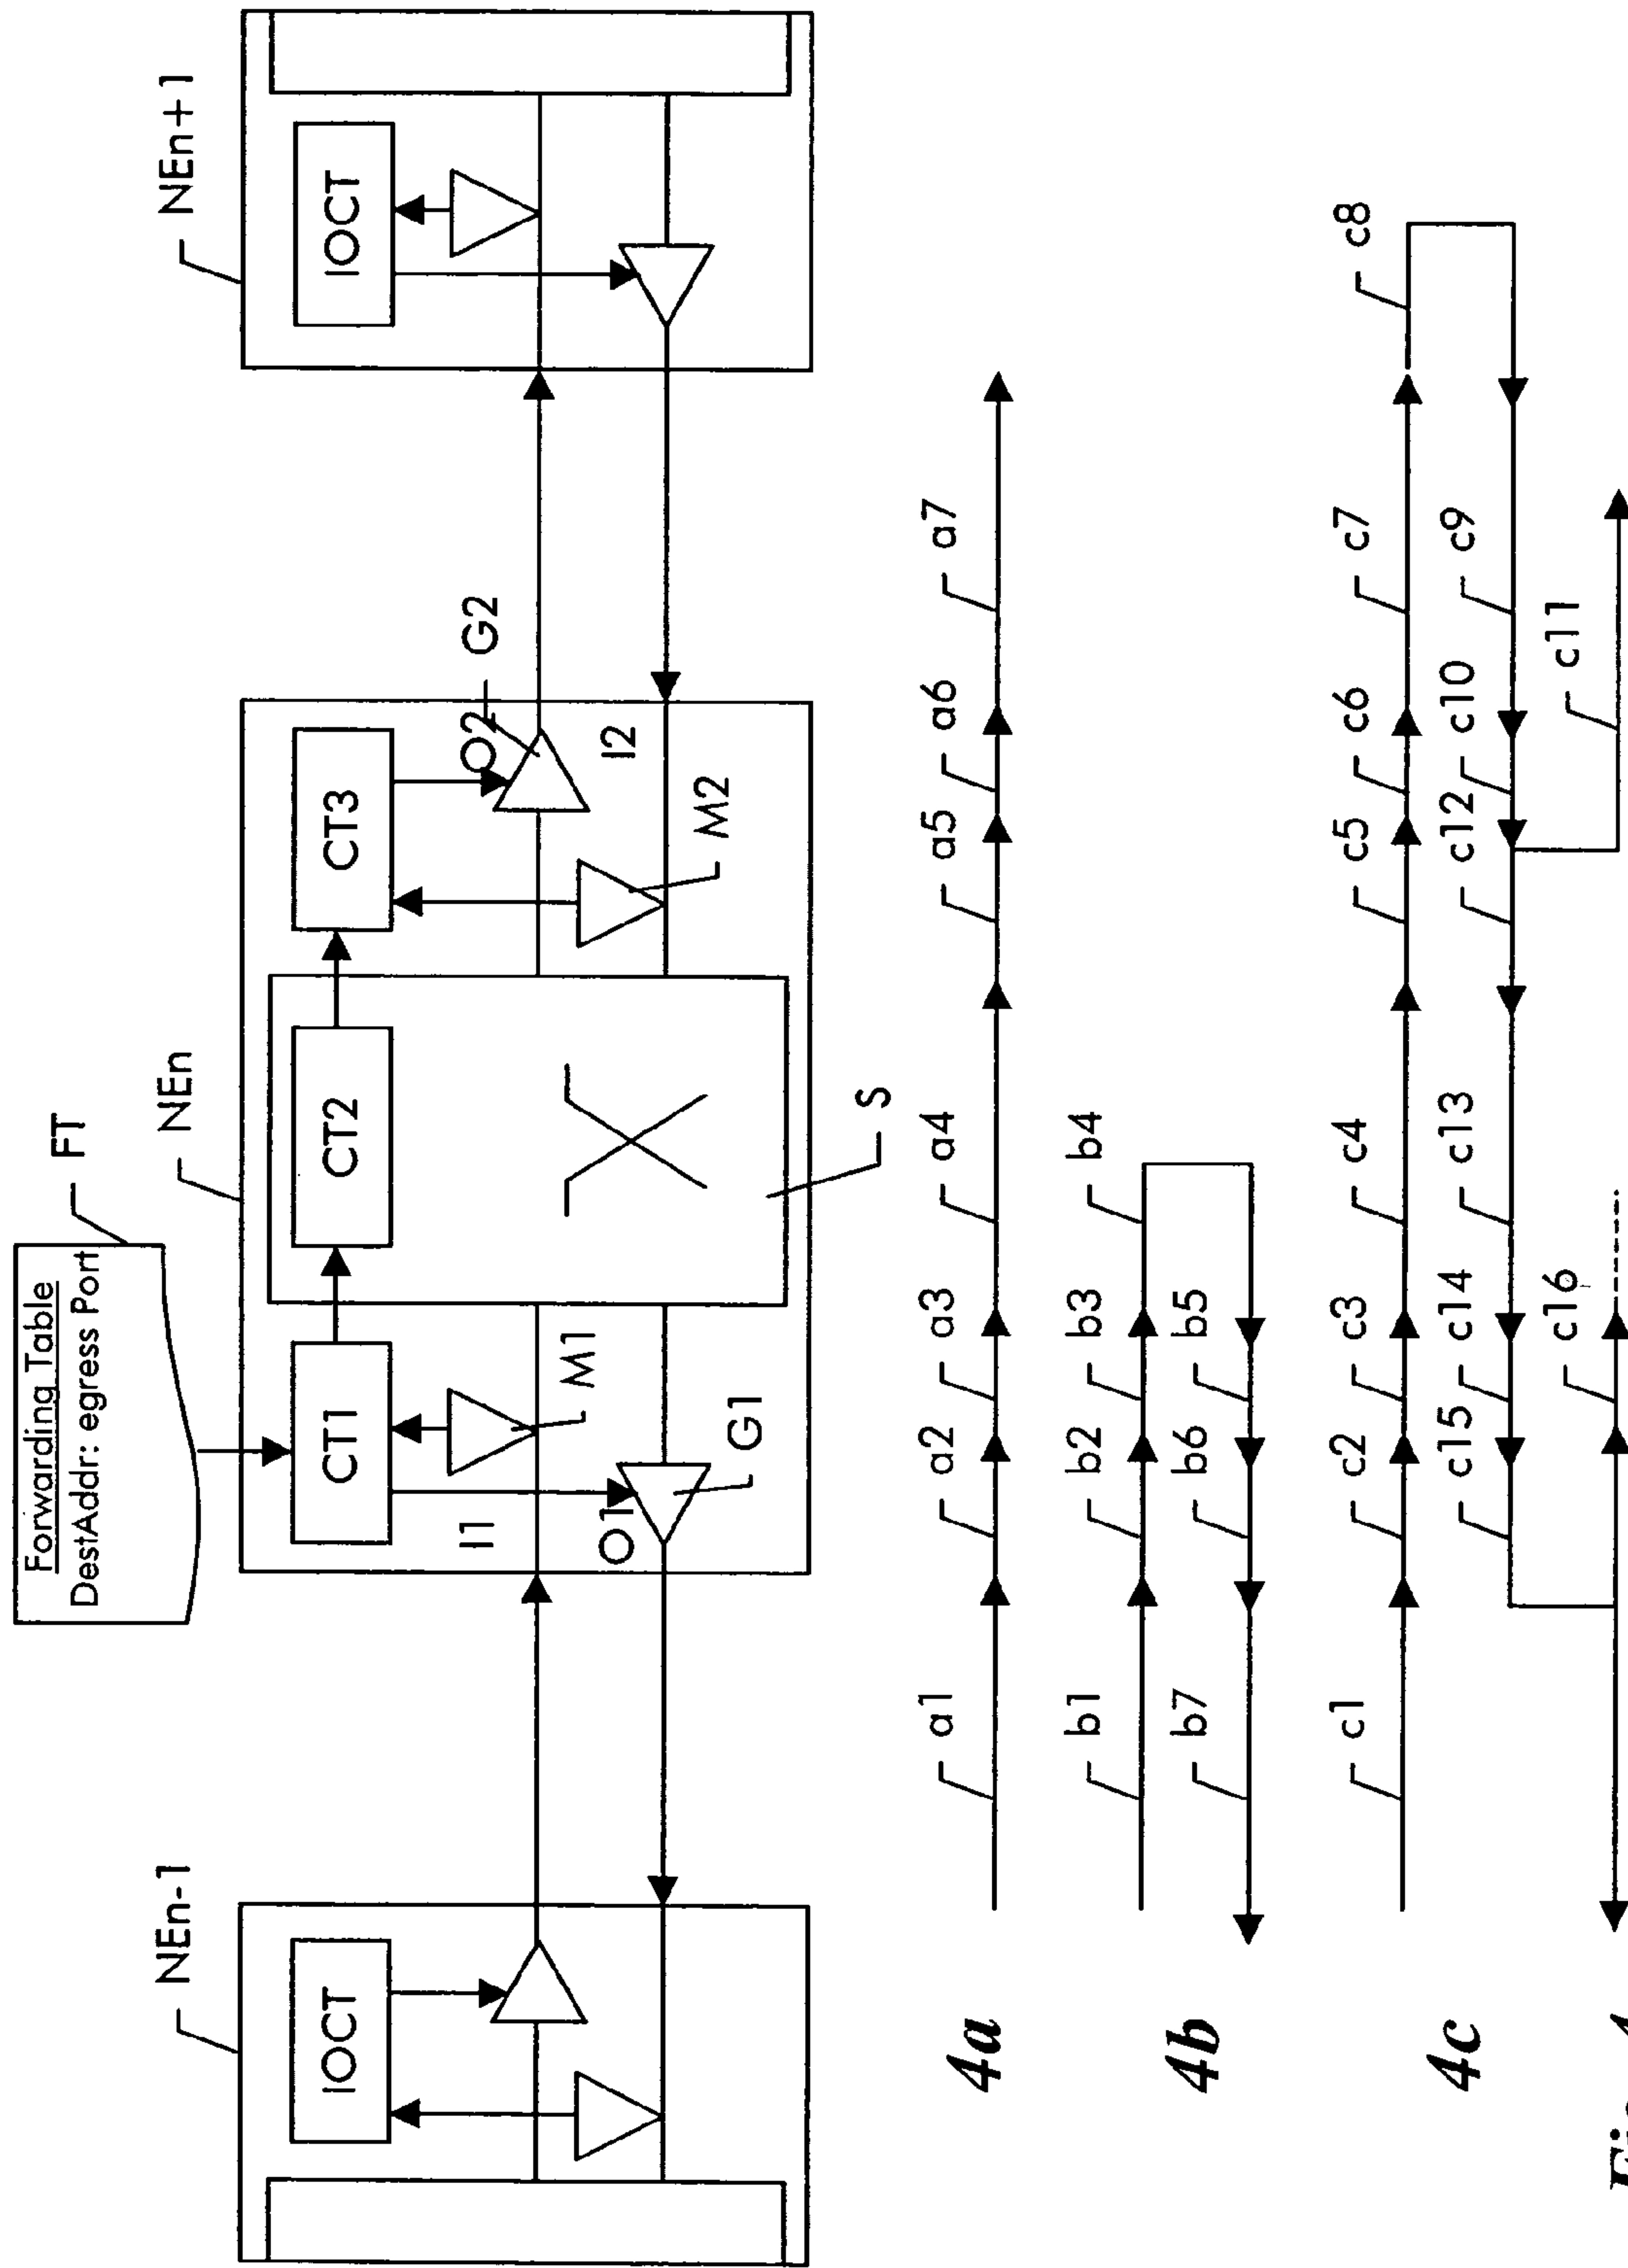 Forwarding Table
DestAddr: egress Port
FT
NEn-1
NEn
NEn+1
IOCT
CT1
CT2
CT3
IOCT
I1
M1
O2
G2
O1
G1
S
M2
I2
4a
a1
a2
a3
a4
a5
a6
a7
4b
b1
b2
b3
b4
b7
b6
b5
4c
c1
c2
c3
c4
c5
c6
c7
c8
c15
c14
c13
c12
c10
c9
c16
c11